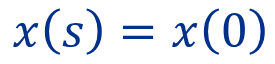 x(s) = x(0)